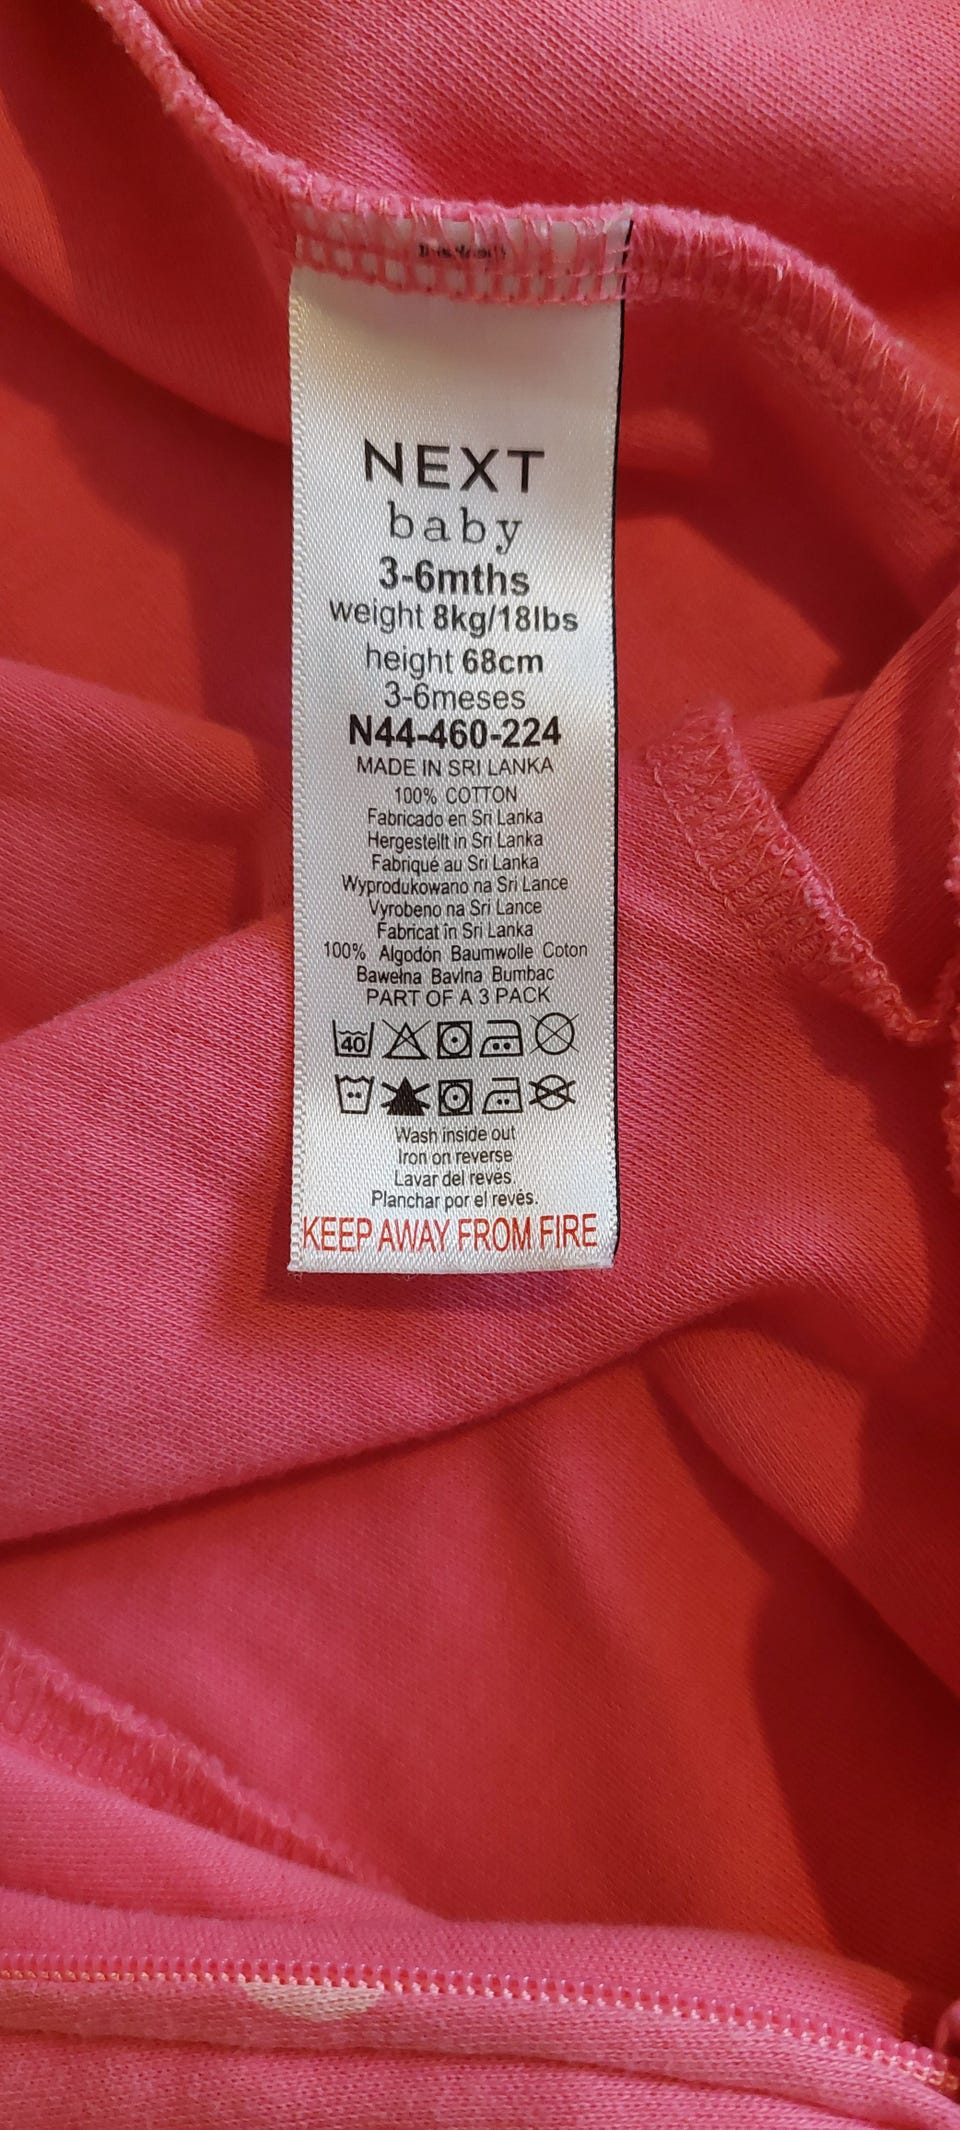 NEXT
baby
3-6mths
weight 8kg/18lbs
height 68cm
3-6meses
N44-460-224
MADE IN SRI LANKA
100% COTTON
Fabricado en Sri Lanka
Hergestellt in Sri Lanka
Fabriqué au Sri Lanka
Wyprodukowano na Sri Lance
Vyrobeno na Sri Lance
Fabricat în Sri Lanka
100% Algodón Baumwolle Coton
Bawełna Bavlna Bumbac
PART OF A 3 PACK
40
Wash inside out
Iron on reverse
Lavar del revés.
Planchar por el revés.
KEEP AWAY FROM FIRE